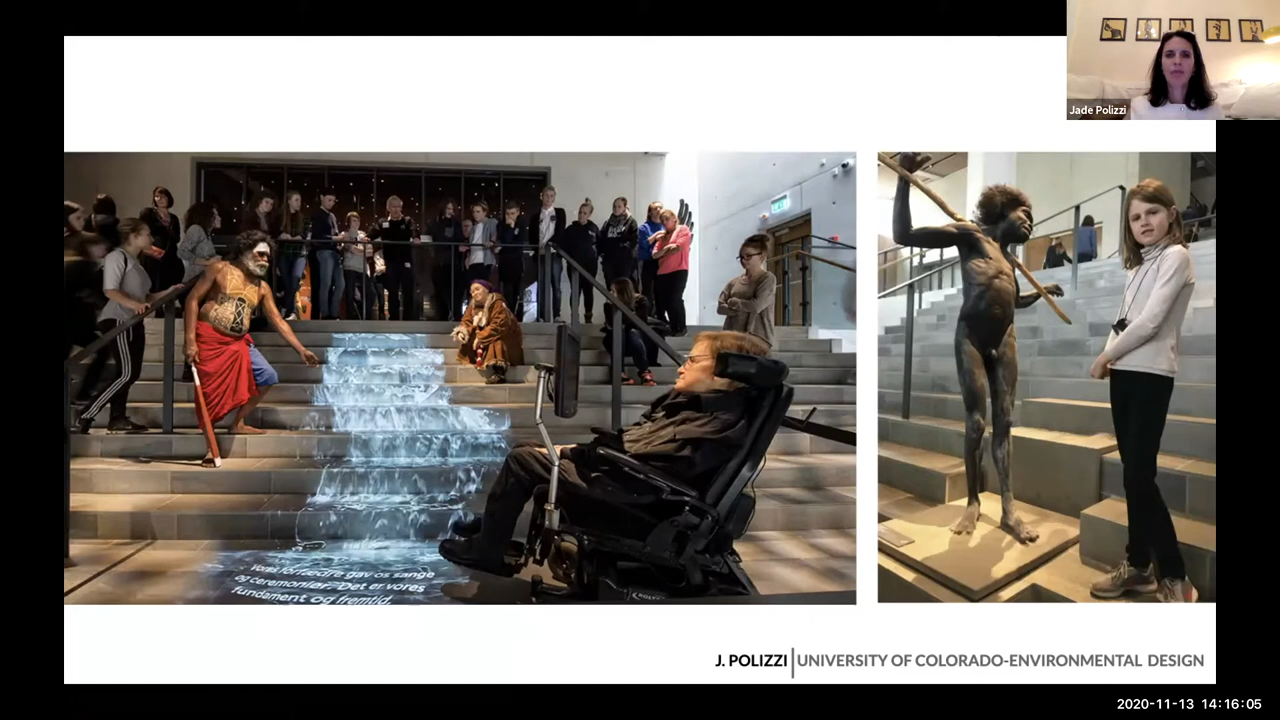 Jade Polizzi
Vores forfædre gav os sange
og ceremonier. Det er vores
fundament og fremtid.
J. POLIZZI UNIVERSITY OF COLORADO-ENVIRONMENTAL DESIGN
2020-11-13 14:16:05